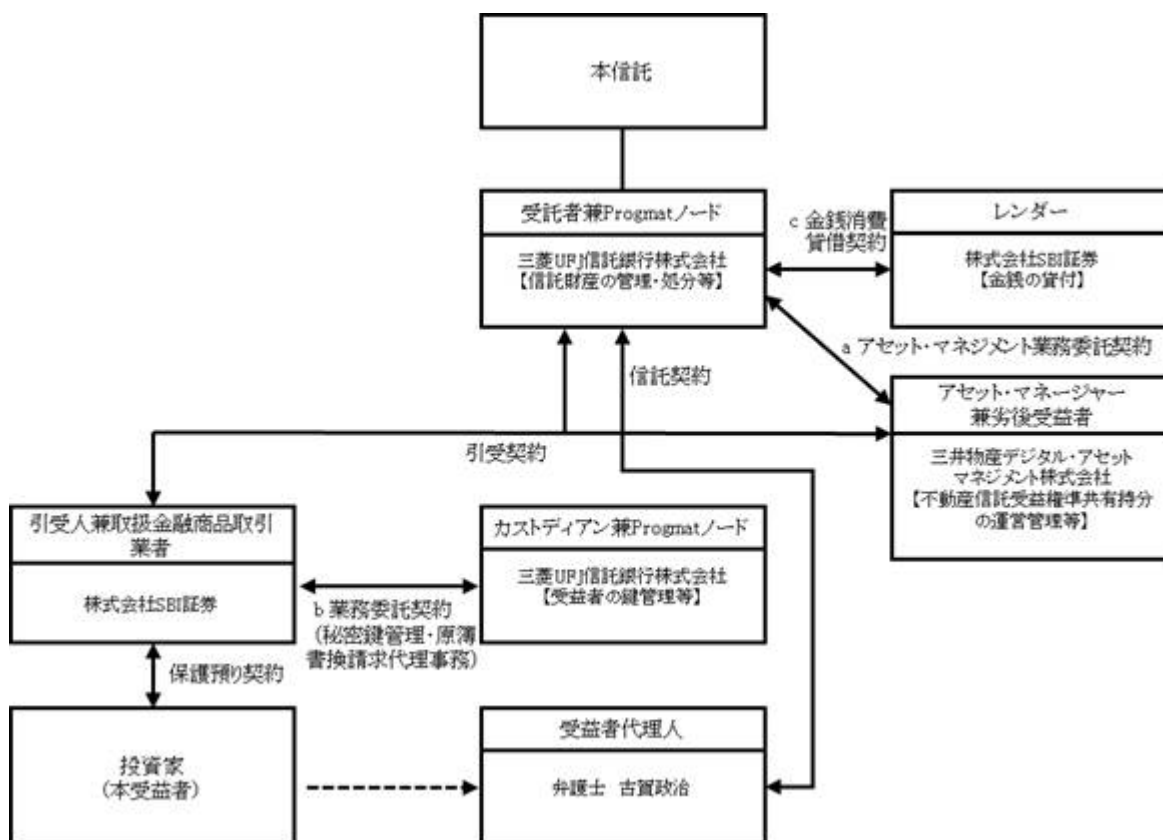 本信託
受託者兼Progmatノード
三菱UFJ信託銀行株式会社
【信託財産の管理・処分等】
c 金銭消費
貸借契約
レンダー
株式会社SBI証券
【金銭の貸付】
a アセット・マネジメント業務委託契約
信託契約
アセット・マネージャー
兼劣後受益者
三井物産デジタル・アセット
マネジメント株式会社
【不動産信託受益権準共有持分
の運営管理等】
引受契約
引受人兼取扱金融商品取引
業者
株式会社SBI証券
b 業務委託契約
(秘密鍵管理・原簿
書換請求代理事務)
カストディアン兼Progmatノード
三菱UFJ信託銀行株式会社
【受益者の鍵管理等】
保護預り契約
投資家
(本受益者)
受益者代理人
弁護士 古賀政治